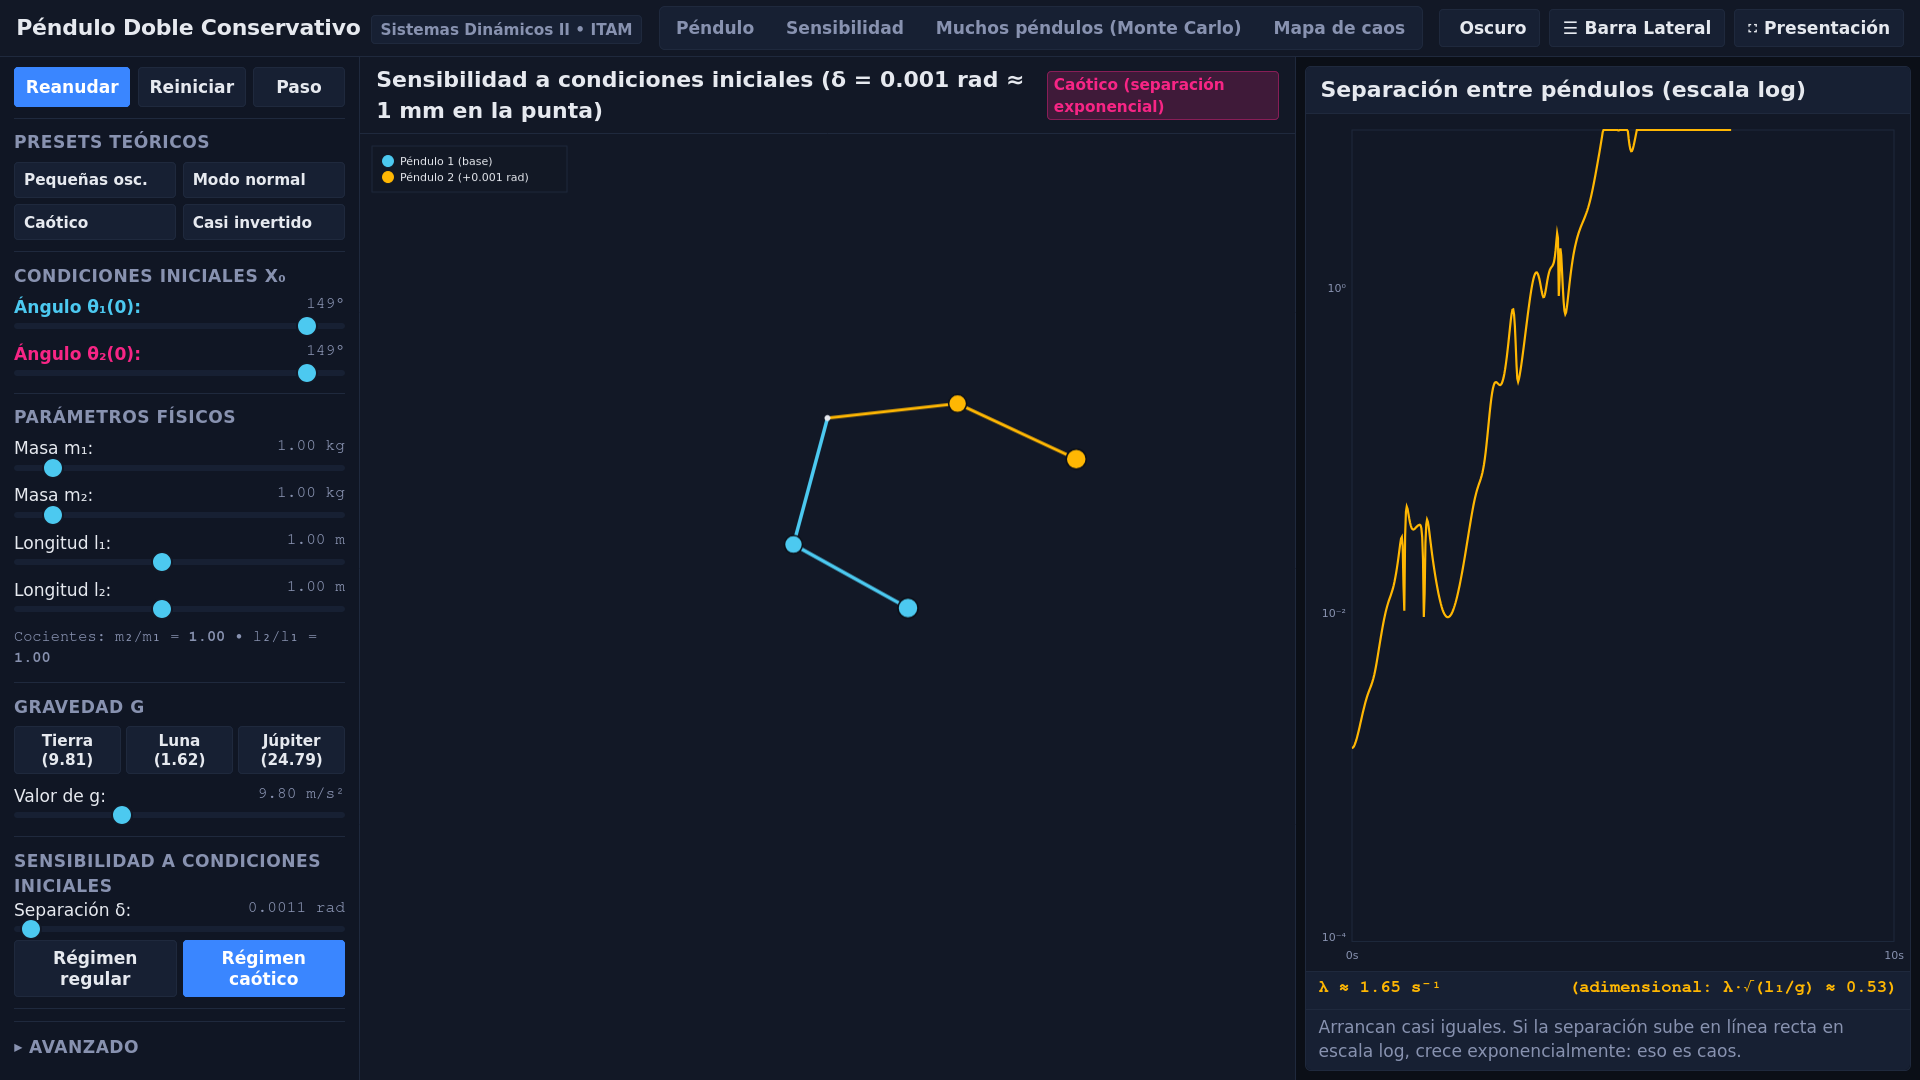 Péndulo Doble Conservativo
Sistemas Dinámicos II • ITAM
Péndulo
Sensibilidad
Muchos péndulos (Monte Carlo)
Mapa de caos
Oscuro
☰ Barra Lateral
⛶ Presentación
Reanudar
Reiniciar
Paso
PRESETS TEÓRICOS
Pequeñas osc.
Modo normal
Caótico
Casi invertido
CONDICIONES INICIALES X₀
Ángulo θ₁(0):
149°
Ángulo θ₂(0):
149°
PARÁMETROS FÍSICOS
Masa m₁:
1.00 kg
Masa m₂:
1.00 kg
Longitud l₁:
1.00 m
Longitud l₂:
1.00 m
Cocientes: m₂/m₁ = 1.00 • l₂/l₁ =
1.00
GRAVEDAD G
Tierra
(9.81)
Luna
(1.62)
Júpiter
(24.79)
Valor de g:
9.80 m/s²
SENSIBILIDAD A CONDICIONES
INICIALES
Separación δ:
0.0011 rad
Régimen
regular
Régimen
caótico
▸ AVANZADO
Sensibilidad a condiciones iniciales (δ = 0.001 rad ≈
1 mm en la punta)
Caótico (separación
exponencial)
Péndulo 1 (base)
Péndulo 2 (+0.001 rad)
Separación entre péndulos (escala log)
10⁰
10⁻²
10⁻⁴
0s
10s
λ ≈ 1.65 s⁻¹
(adimensional: λ·√(l₁/g) ≈ 0.53)
Arrancan casi iguales. Si la separación sube en línea recta en
escala log, crece exponencialmente: eso es caos.